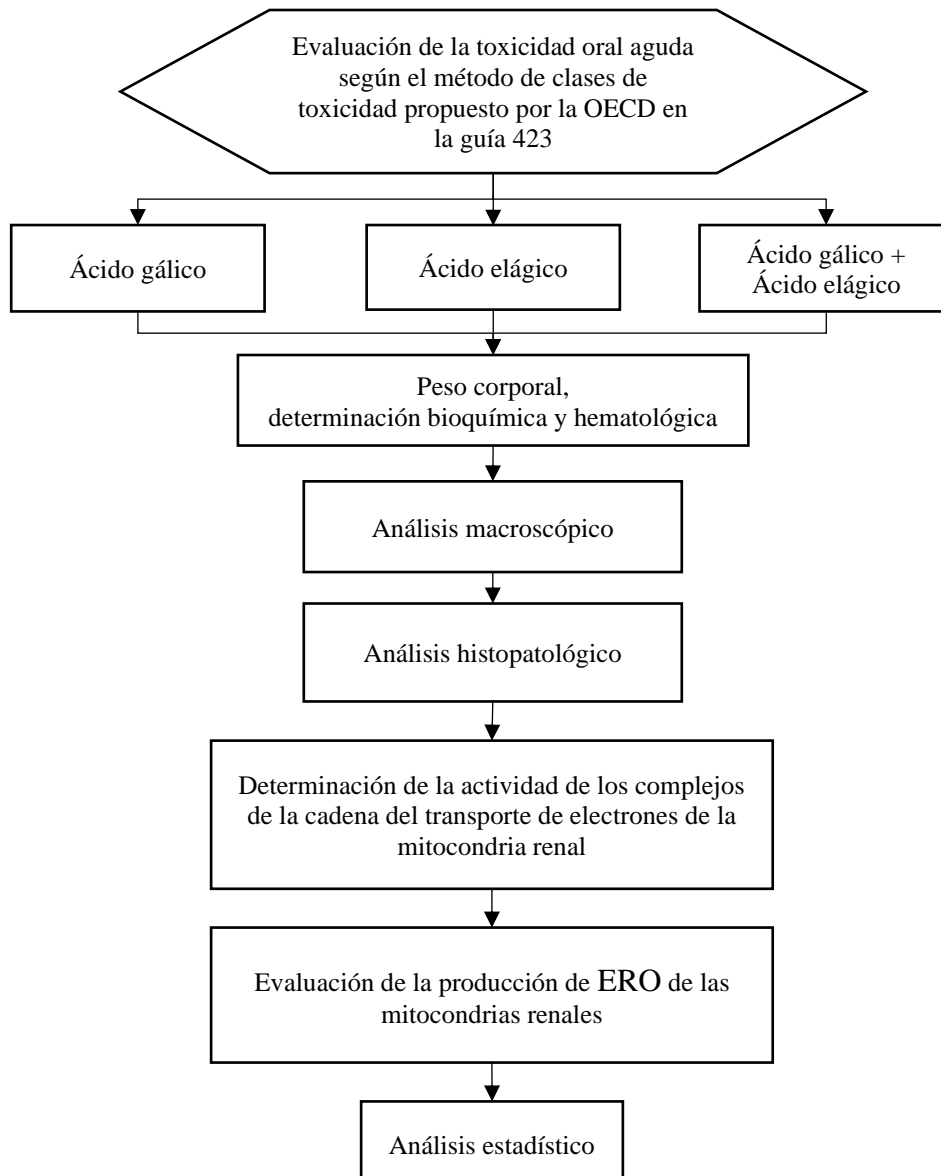 Evaluación de la toxicidad oral aguda
según el método de clases de
toxicidad propuesto por la OECD en
la guía 423
Ácido gálico
Ácido elágico
Ácido gálico +
Ácido elágico
Peso corporal,
determinación bioquímica y hematológica
Análisis macroscópico
Análisis histopatológico
Determinación de la actividad de los complejos
de la cadena del transporte de electrones de la
mitocondria renal
Evaluación de la producción de ERO de las
mitocondrias renales
Análisis estadístico